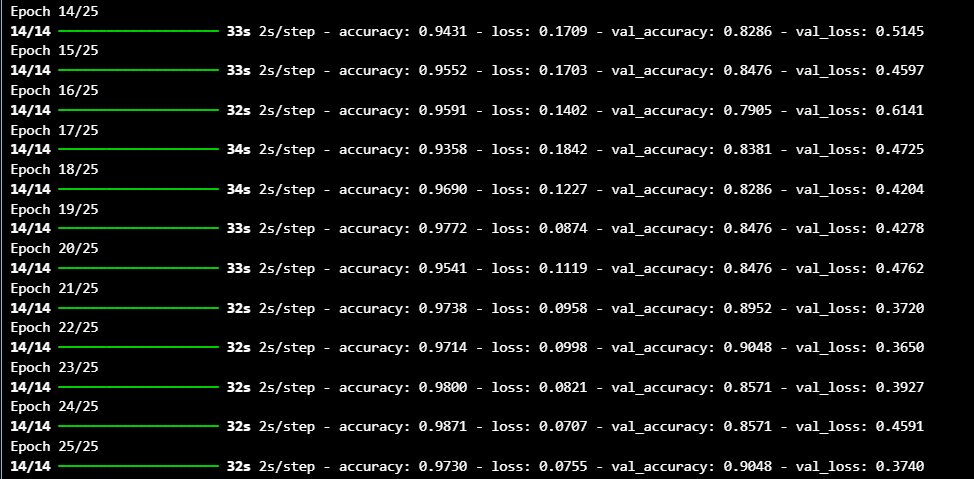 Epoch 14/25
14/14 ━━━━━━━━━━━━━━━━━━━━ 33s 2s/step - accuracy: 0.9431 - loss: 0.1709 - val_accuracy: 0.8286 - val_loss: 0.5145
Epoch 15/25
14/14 ━━━━━━━━━━━━━━━━━━━━ 33s 2s/step - accuracy: 0.9552 - loss: 0.1703 - val_accuracy: 0.8476 - val_loss: 0.4597
Epoch 16/25
14/14 ━━━━━━━━━━━━━━━━━━━━ 32s 2s/step - accuracy: 0.9591 - loss: 0.1402 - val_accuracy: 0.7905 - val_loss: 0.6141
Epoch 17/25
14/14 ━━━━━━━━━━━━━━━━━━━━ 34s 2s/step - accuracy: 0.9358 - loss: 0.1842 - val_accuracy: 0.8381 - val_loss: 0.4725
Epoch 18/25
14/14 ━━━━━━━━━━━━━━━━━━━━ 34s 2s/step - accuracy: 0.9690 - loss: 0.1227 - val_accuracy: 0.8286 - val_loss: 0.4204
Epoch 19/25
14/14 ━━━━━━━━━━━━━━━━━━━━ 33s 2s/step - accuracy: 0.9772 - loss: 0.0874 - val_accuracy: 0.8476 - val_loss: 0.4278
Epoch 20/25
14/14 ━━━━━━━━━━━━━━━━━━━━ 33s 2s/step - accuracy: 0.9541 - loss: 0.1119 - val_accuracy: 0.8476 - val_loss: 0.4762
Epoch 21/25
14/14 ━━━━━━━━━━━━━━━━━━━━ 32s 2s/step - accuracy: 0.9738 - loss: 0.0958 - val_accuracy: 0.8952 - val_loss: 0.3720
Epoch 22/25
14/14 ━━━━━━━━━━━━━━━━━━━━ 32s 2s/step - accuracy: 0.9714 - loss: 0.0998 - val_accuracy: 0.9048 - val_loss: 0.3650
Epoch 23/25
14/14 ━━━━━━━━━━━━━━━━━━━━ 32s 2s/step - accuracy: 0.9800 - loss: 0.0821 - val_accuracy: 0.8571 - val_loss: 0.3927
Epoch 24/25
14/14 ━━━━━━━━━━━━━━━━━━━━ 32s 2s/step - accuracy: 0.9871 - loss: 0.0707 - val_accuracy: 0.8571 - val_loss: 0.4591
Epoch 25/25
14/14 ━━━━━━━━━━━━━━━━━━━━ 32s 2s/step - accuracy: 0.9730 - loss: 0.0755 - val_accuracy: 0.9048 - val_loss: 0.3740